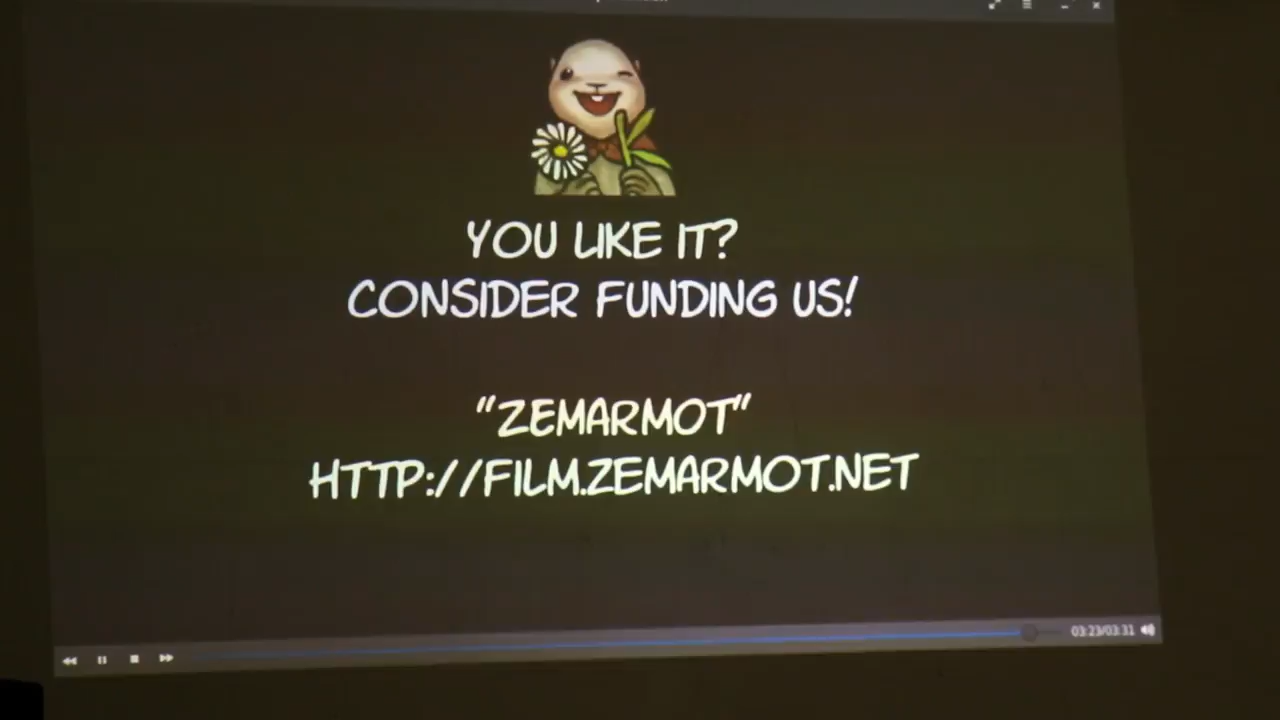 YOU LIKE IT?
CONSIDER FUNDING US!
"ZEMARMOT"
HTTP://FILM.ZEMARMOT.NET
03:23/03:31